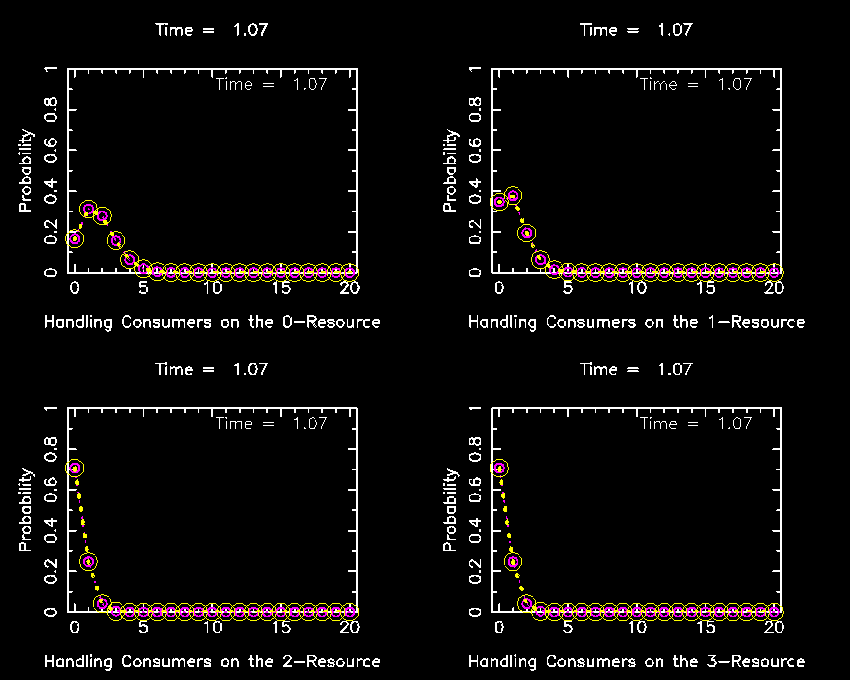 Time = 1.07
Time = 1.07
1
0.8
0.6
0.4
0.2
0
Probability
0 5 10 15 20
Handling Consumers on the 0-Resource
Time = 1.07
Time = 1.07
1
0.8
0.6
0.4
0.2
0
Probability
0 5 10 15 20
Handling Consumers on the 1-Resource
Time = 1.07
Time = 1.07
1
0.8
0.6
0.4
0.2
0
Probability
0 5 10 15 20
Handling Consumers on the 2-Resource
Time = 1.07
Time = 1.07
1
0.8
0.6
0.4
0.2
0
Probability
0 5 10 15 20
Handling Consumers on the 3-Resource